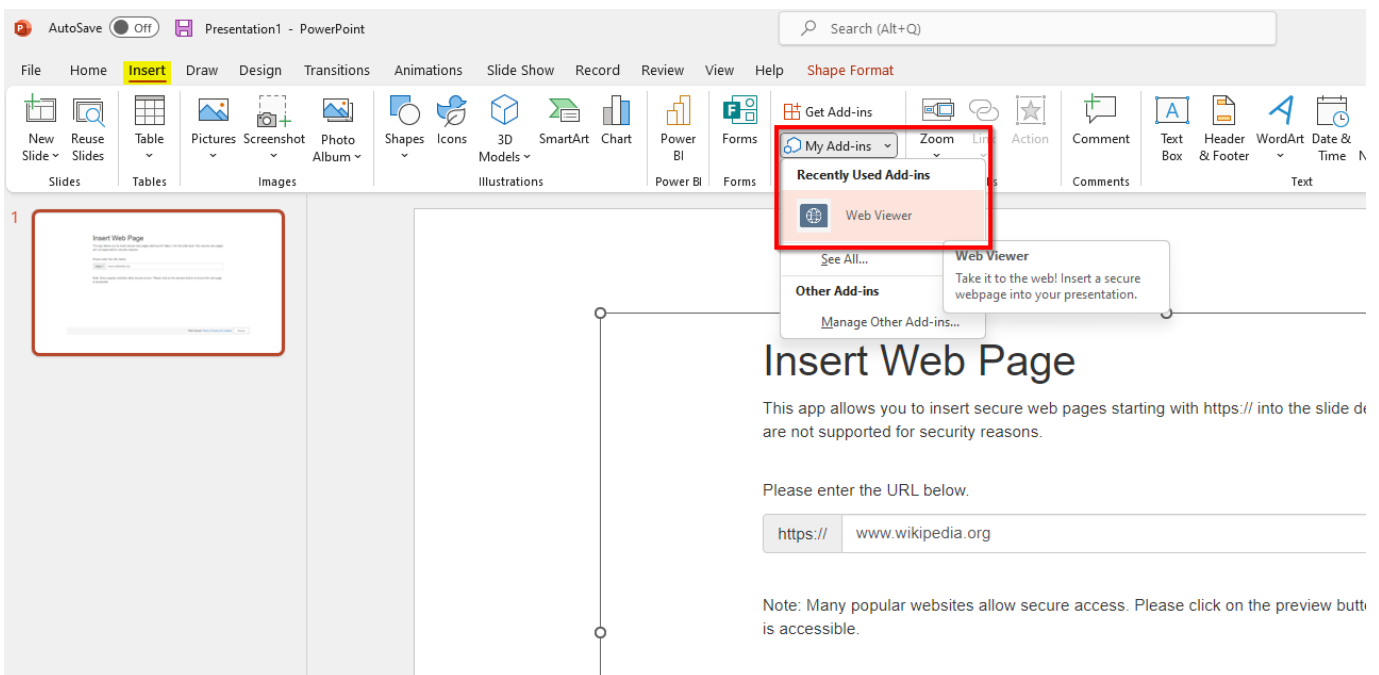 AutoSave Off Presentation1 - PowerPoint Search (Alt+Q)
File Home Insert Draw Design Transitions Animations Slide Show Record Review View Help Shape Format
New Slide
Reuse Slides
Table
Pictures
Screenshot
Photo Album
Shapes
Icons
3D Models
SmartArt
Chart
Power BI
Forms
Get Add-ins
My Add-ins
Zoom
Link
Action
Comment
Text Box
Header & Footer
WordArt
Date & Time
Slides Tables Images Illustrations Power BI Forms Comments Text
Recently Used Add-ins
Web Viewer
See All...
Other Add-ins
Manage Other Add-ins...
Web Viewer
Take it to the web! Insert a secure
webpage into your presentation.
1
Insert Web Page
Insert Web Page
This app allows you to insert secure web pages starting with https:// into the slide
are not supported for security reasons.
Please enter the URL below.
https:// www.wikipedia.org
Note: Many popular websites allow secure access. Please click on the preview
is accessible.